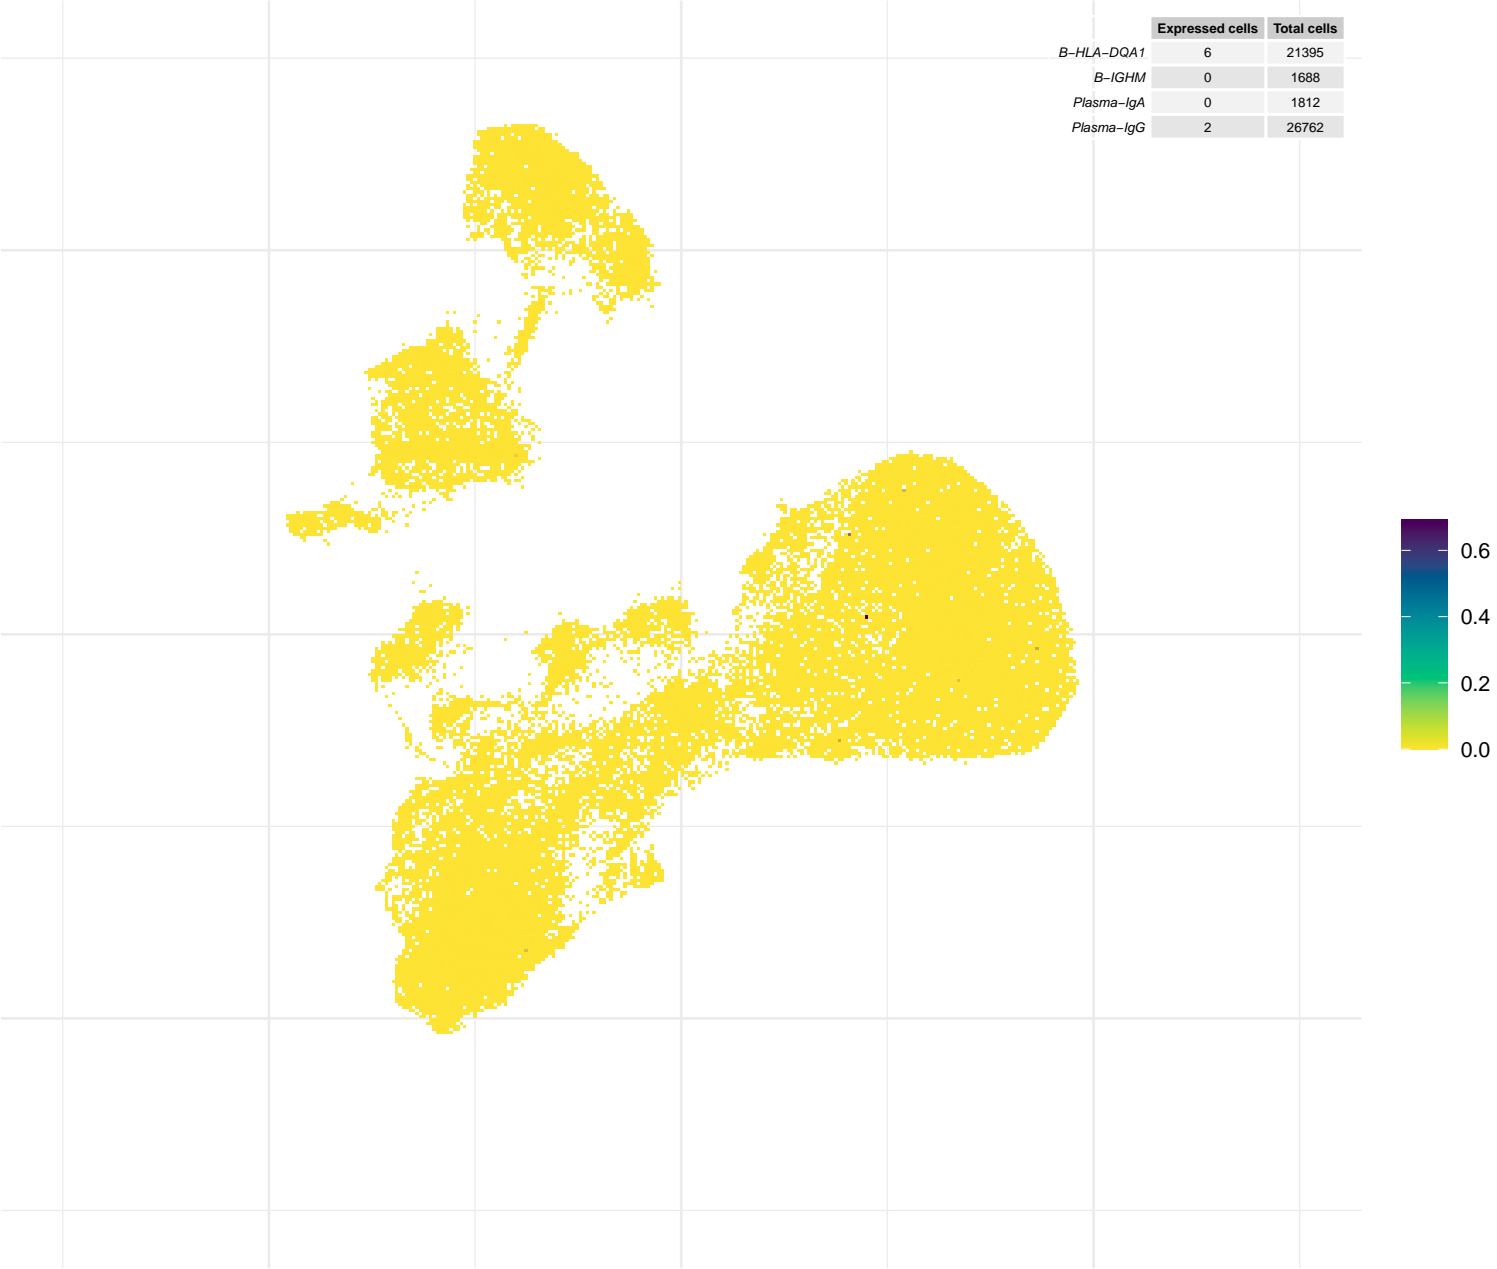 Expressed cells Total cells
B−HLA−DQA1 6 21395
B−IGHM 0 1688
Plasma−IgA 0 1812
Plasma−IgG 2 26762
0.6
0.4
0.2
0.0